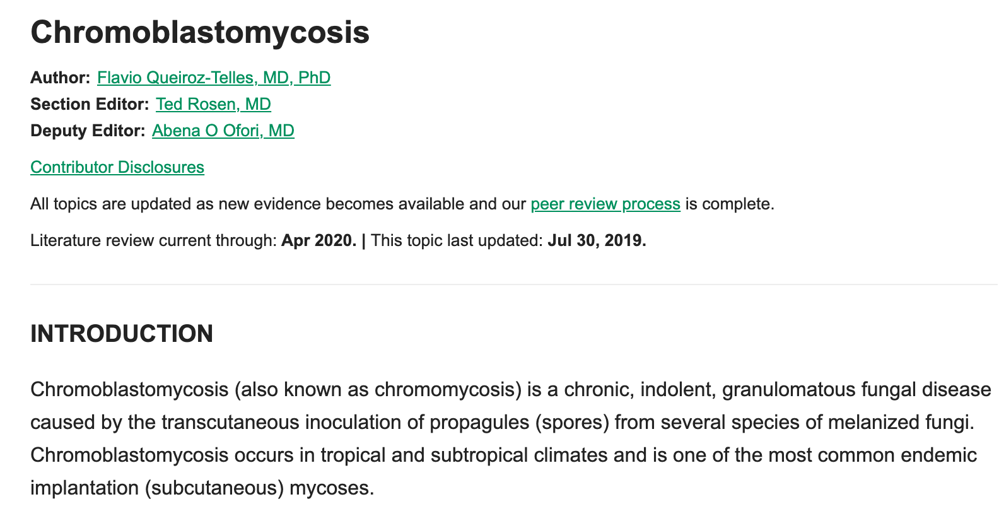 Chromoblastomycosis
Author: Flavio Queiroz-Telles, MD, PhD
Section Editor: Ted Rosen, MD
Deputy Editor: Abena O Ofori, MD
Contributor Disclosures
All topics are updated as new evidence becomes available and our peer review process is complete.
Literature review current through: Apr 2020. | This topic last updated: Jul 30, 2019.
INTRODUCTION
Chromoblastomycosis (also known as chromomycosis) is a chronic, indolent, granulomatous fungal disease
caused by the transcutaneous inoculation of propagules (spores) from several species of melanized fungi.
Chromoblastomycosis occurs in tropical and subtropical climates and is one of the most common endemic
implantation (subcutaneous) mycoses.